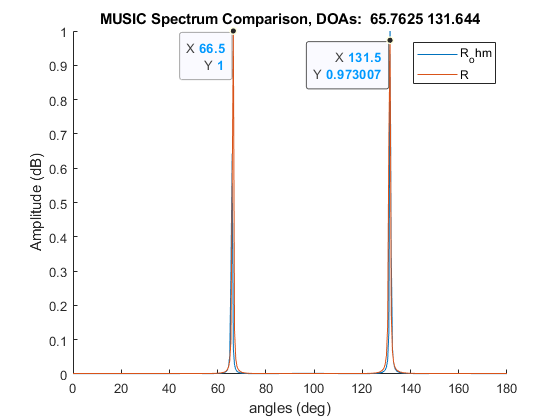 MUSIC Spectrum Comparison, DOAs: 65.7625 131.644
X 66.5
Y 1
X 131.5
Y 0.973007
R_ohm
R
Amplitude (dB)
1
0.9
0.8
0.7
0.6
0.5
0.4
0.3
0.2
0.1
0
0 20 40 60 80 100 120 140 160 180
angles (deg)